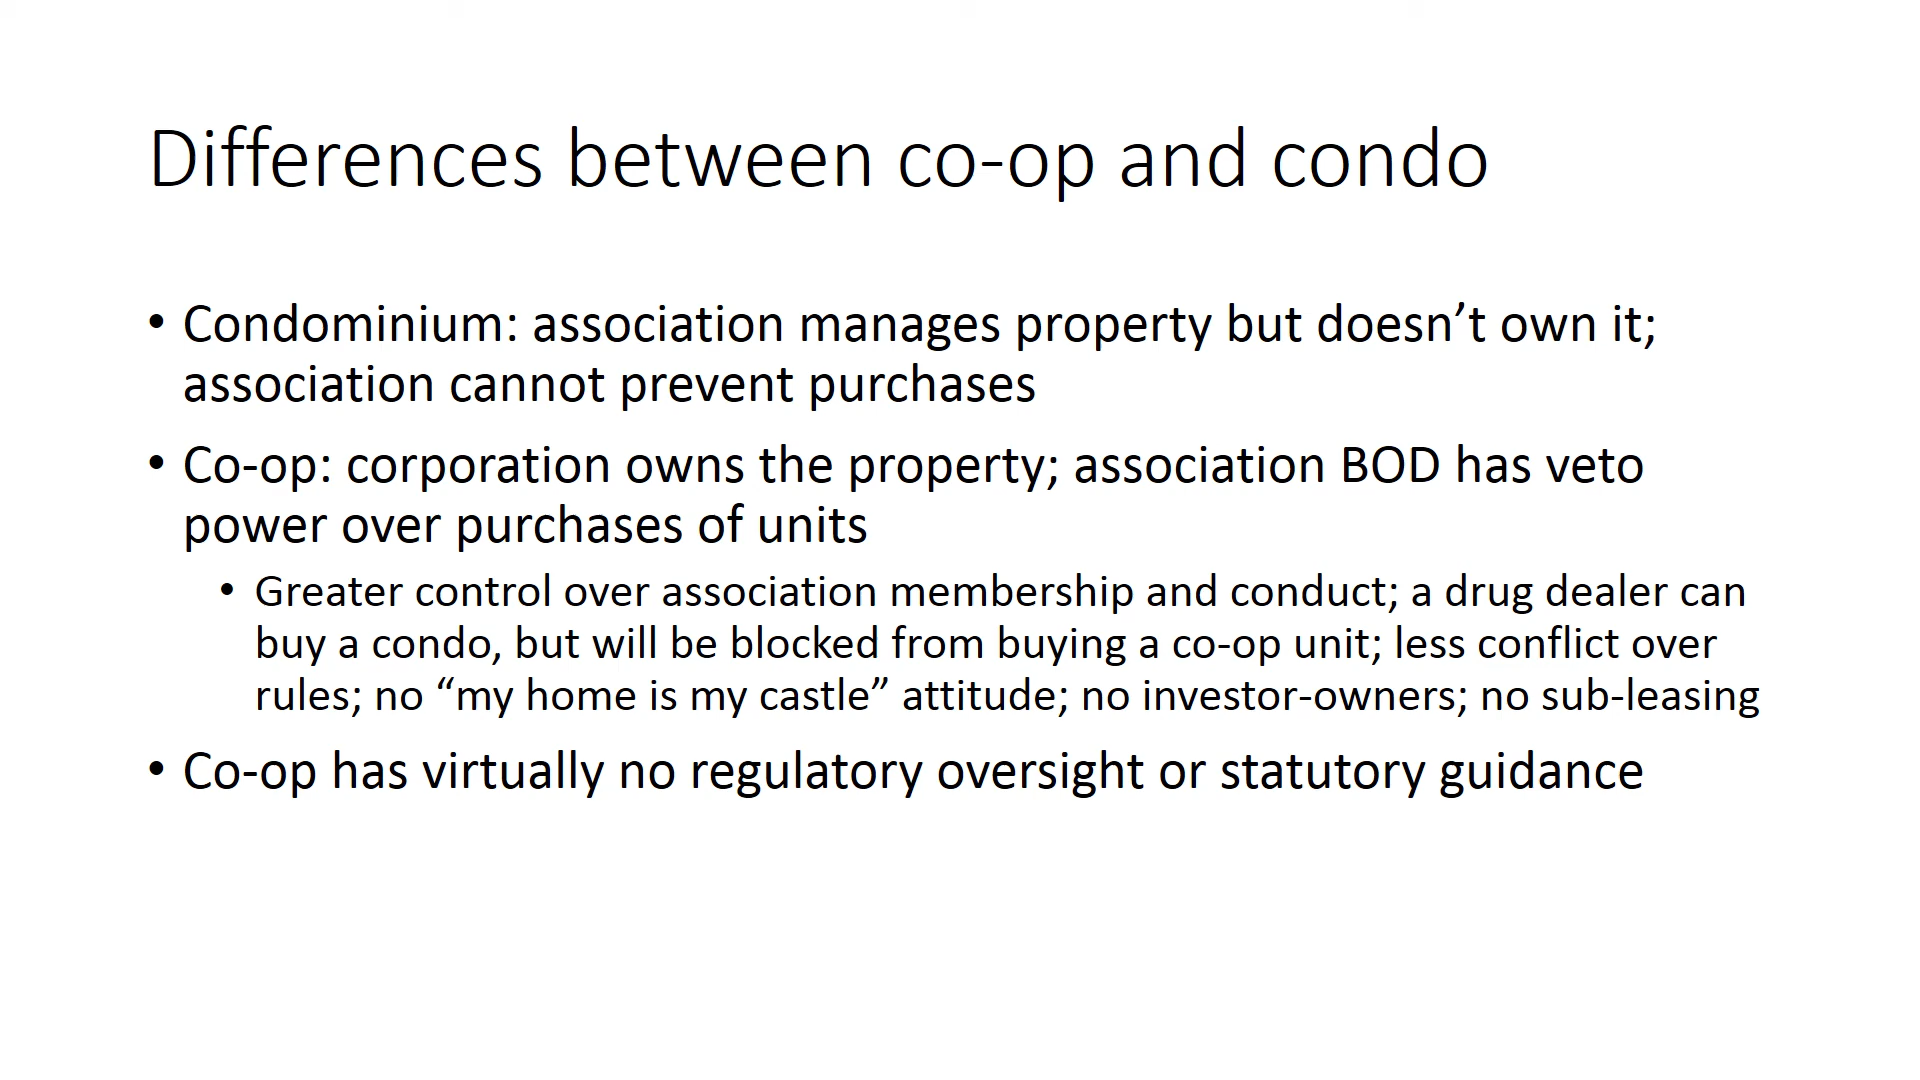 Differences between co-op and condo
• Condominium: association manages property but doesn’t own it;
association cannot prevent purchases
• Co-op: corporation owns the property; association BOD has veto
power over purchases of units
• Greater control over association membership and conduct; a drug dealer can
buy a condo, but will be blocked from buying a co-op unit; less conflict over
rules; no “my home is my castle” attitude; no investor-owners; no sub-leasing
• Co-op has virtually no regulatory oversight or statutory guidance